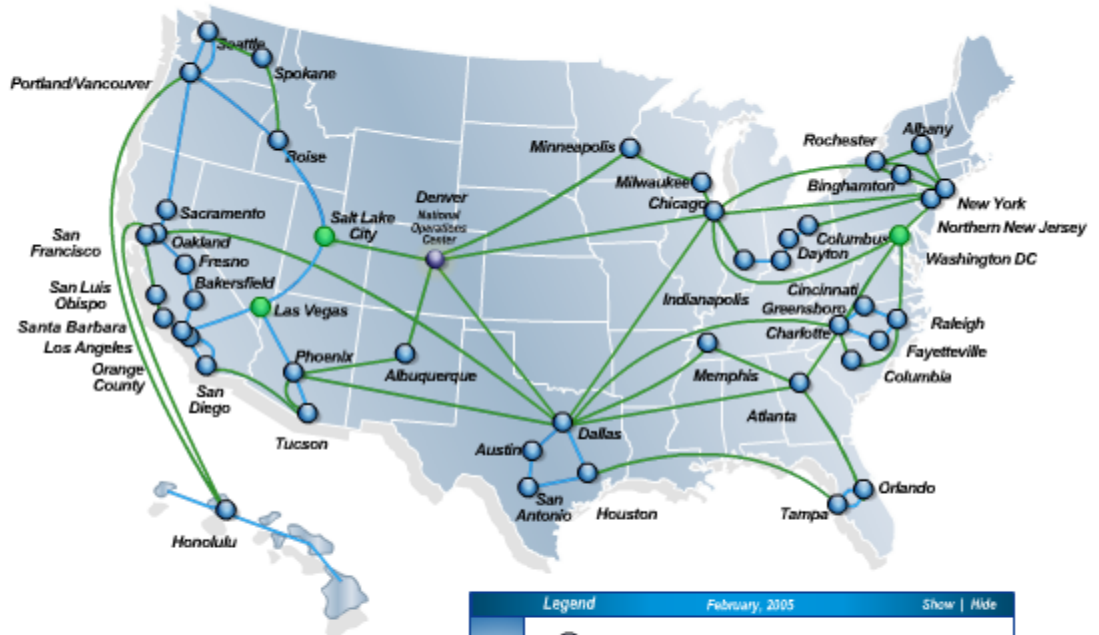 Seattle
Spokane
Portland/Vancouver
Boise
Minneapolis
Milwaukee
Chicago
Rochester
Albany
Binghamton
New York
Northern New Jersey
Washington DC
Denver
National
Operations
Center
Salt Lake
City
Sacramento
San
Francisco
Oakland
Fresno
Bakersfield
San Luis
Obispo
Santa Barbara
Los Angeles
Orange
County
San
Diego
Las Vegas
Phoenix
Tucson
Albuquerque
Columbus
Dayton
Indianapolis
Cincinnati
Greensboro
Charlotte
Raleigh
Fayetteville
Columbia
Memphis
Atlanta
Dallas
Austin
San
Antonio
Houston
Orlando
Tampa
Honolulu
Legend
February, 2005
Show | Hide